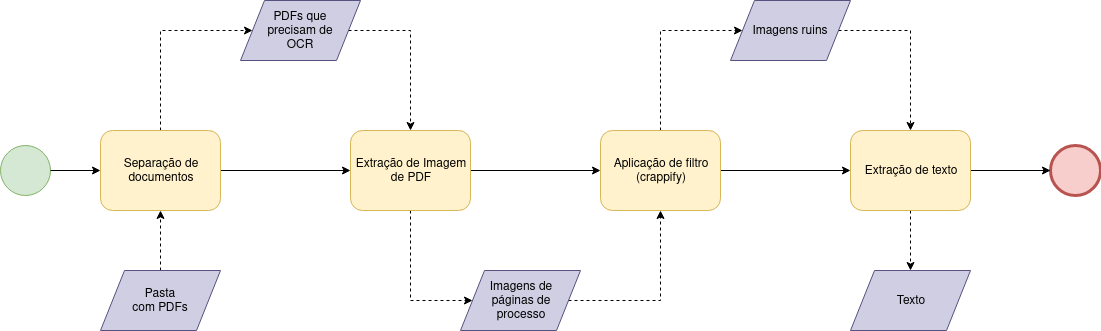 PDFs que
precisam de
OCR
Imagens ruins
Separação de
documentos
Extração de Imagem
de PDF
Aplicação de filtro
(crappify)
Extração de texto
Pasta
com PDFs
Imagens de
páginas de
processo
Texto